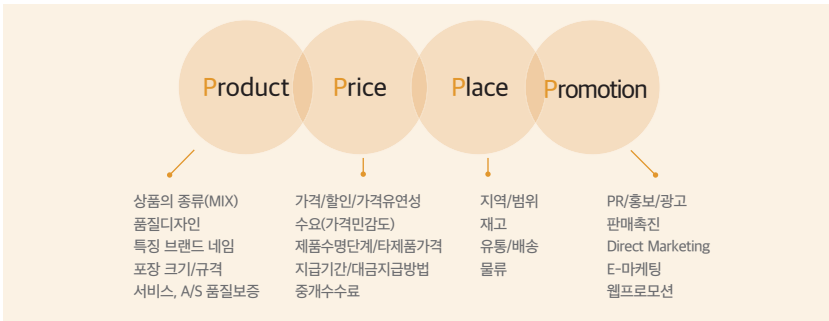 Product
Price
Place
Promotion
상품의 종류(MIX)
품질디자인
특징 브랜드 네임
포장 크기/규격
서비스, A/S 품질보증
가격/할인/가격유연성
수요(가격민감도)
제품수명단계/타제품가격
지급기간/대금지급방법
중개수수료
지역/범위
재고
유통/배송
물류
PR/홍보/광고
판매촉진
Direct Marketing
E-마케팅
웹프로모션